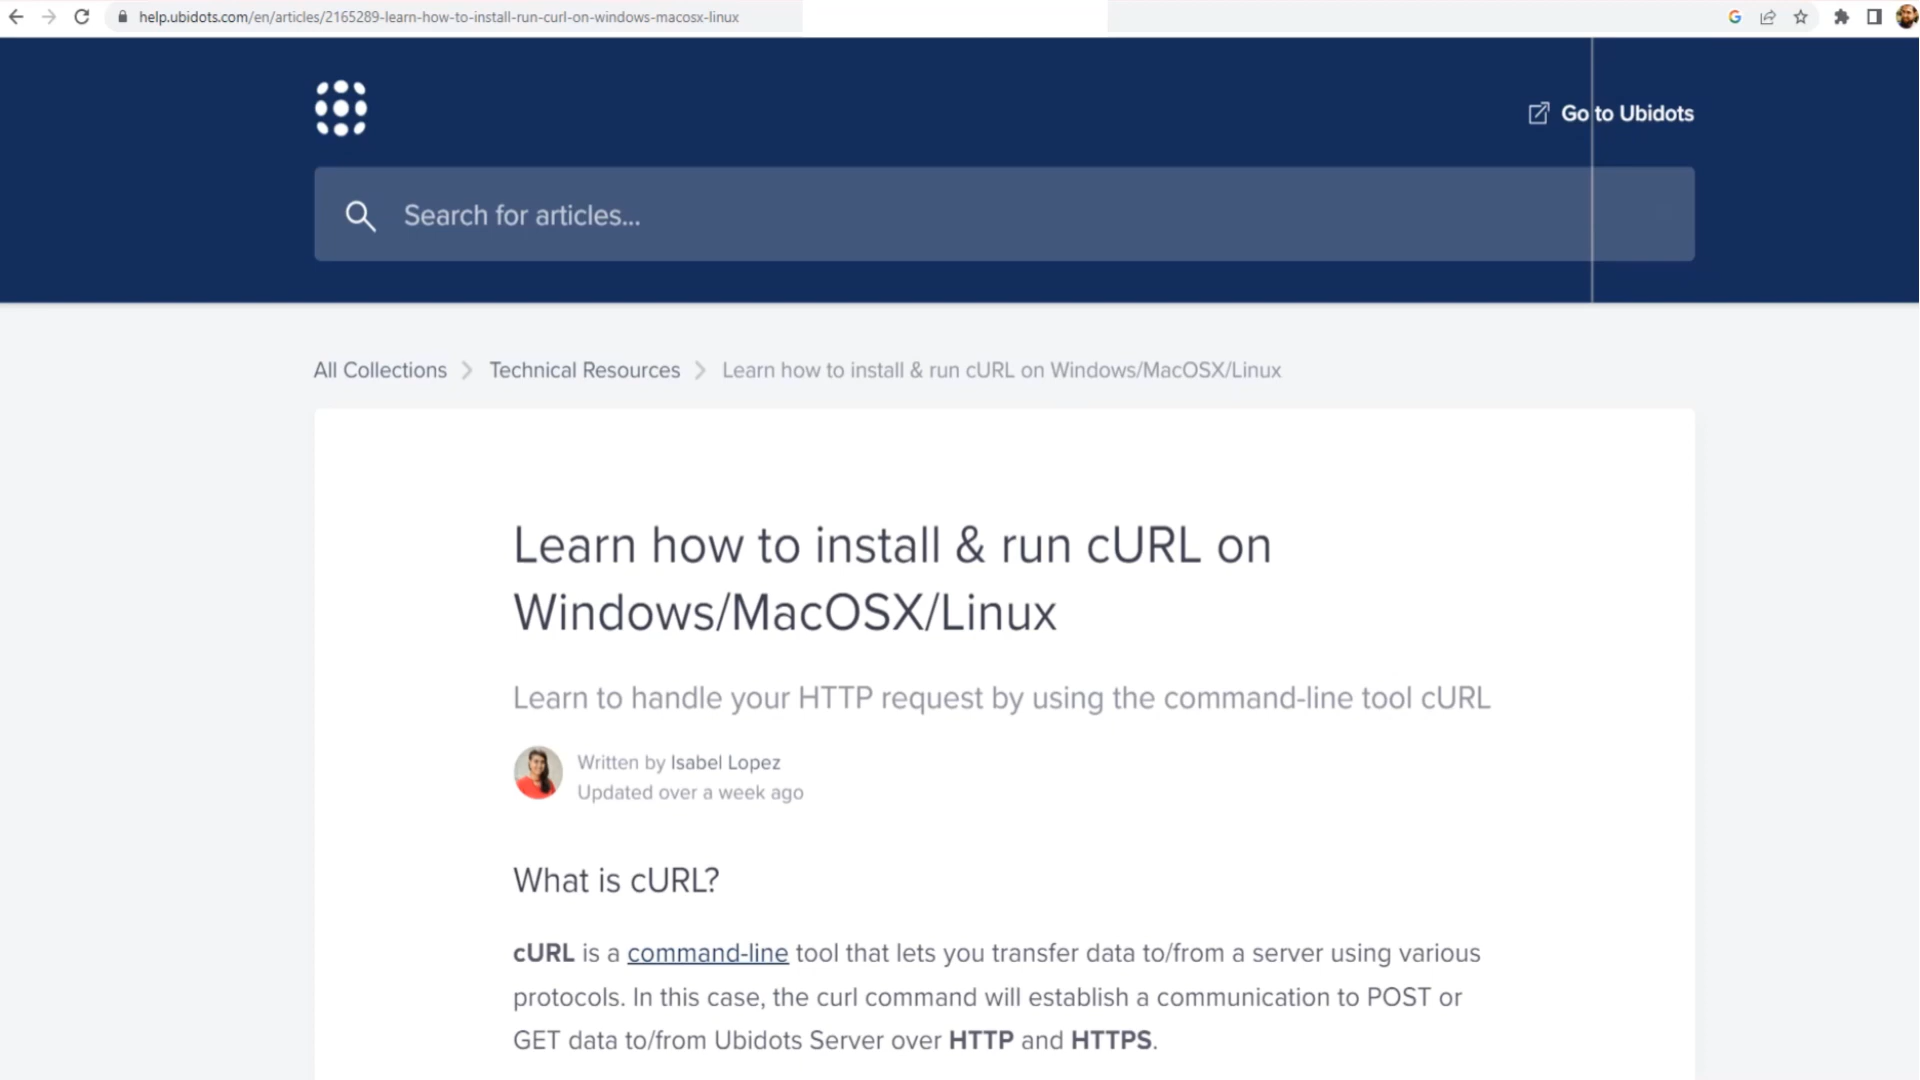 help.ubidots.com/en/articles/2165289-learn-how-to-install-run-curl-on-windows-macosx-linux
Go to Ubidots
Search for articles...
All Collections > Technical Resources > Learn how to install & run cURL on Windows/MacOSX/Linux
Learn how to install & run cURL on
Windows/MacOSX/Linux
Learn to handle your HTTP request by using the command-line tool cURL
Written by Isabel Lopez
Updated over a week ago
What is cURL?
cURL is a command-line tool that lets you transfer data to/from a server using various
protocols. In this case, the curl command will establish a communication to POST or
GET data to/from Ubidots Server over HTTP and HTTPS.